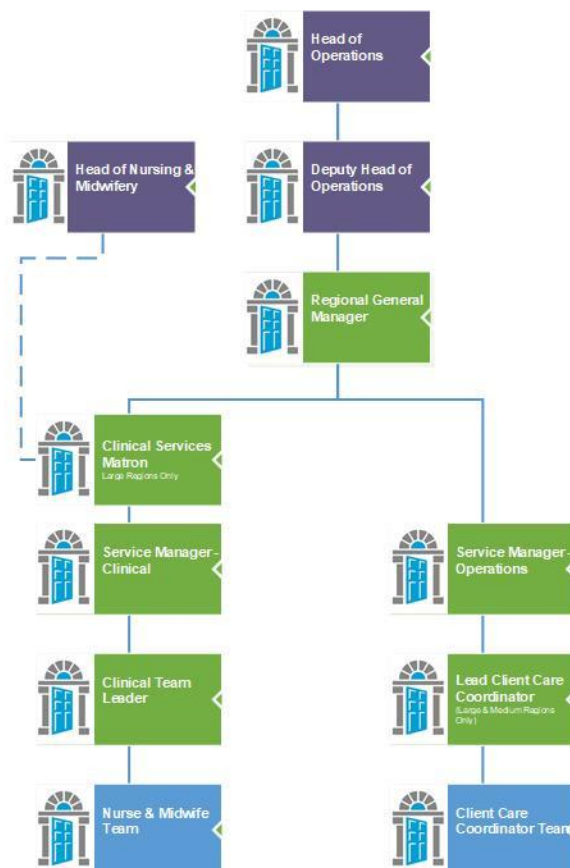 Head of
Operations
Head of Nursing &
Midwifery
Deputy Head of
Operations
Regional General
Manager
Clinical Services
Matron
Large Regions Only
Service Manager -
Clinical
Service Manager -
Operations
Clinical Team
Leader
Lead Client Care
Coordinator
(Large & Medium Regions
Only)
Nurse & Midwife
Team
Client Care
Coordinator Team